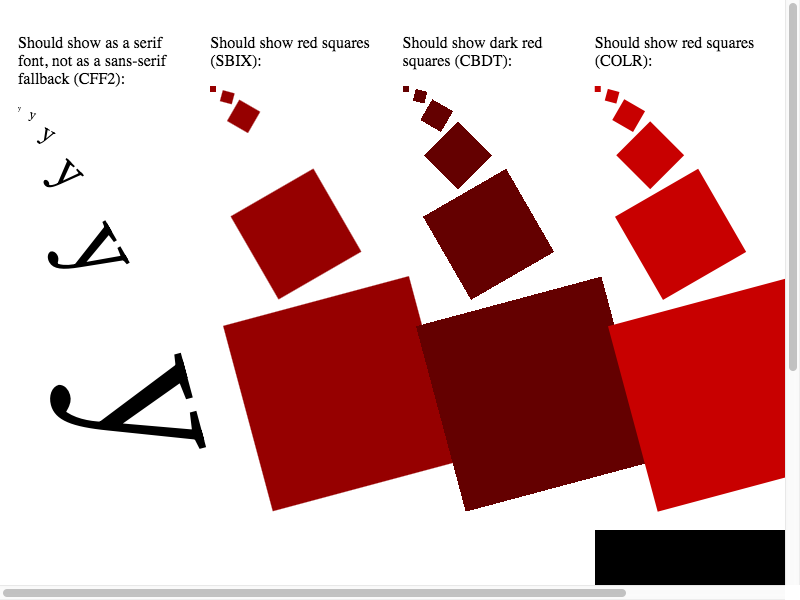 Should show as a serif
font, not as a sans-serif
fallback (CFF2):
y
y
y
y
y
y
Should show red squares
(SBIX):
Should show dark red
squares (CBDT):
Should show red squares
(COLR):